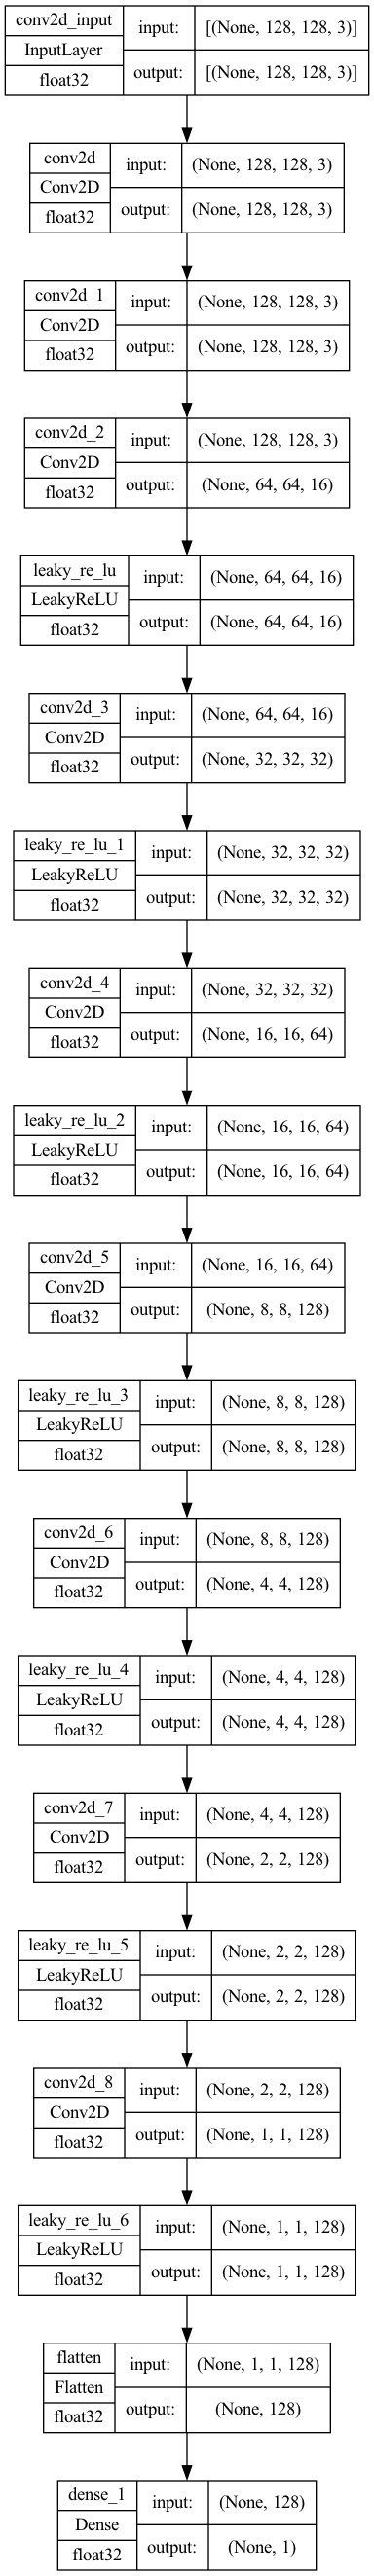 conv2d_input
InputLayer
float32
input:
[(None, 128, 128, 3)]
output:
[(None, 128, 128, 3)]
conv2d
Conv2D
float32
input:
(None, 128, 128, 3)
output:
(None, 128, 128, 3)
conv2d_1
Conv2D
float32
input:
(None, 128, 128, 3)
output:
(None, 128, 128, 3)
conv2d_2
Conv2D
float32
input:
(None, 128, 128, 3)
output:
(None, 64, 64, 16)
leaky_re_lu
LeakyReLU
float32
input:
(None, 64, 64, 16)
output:
(None, 64, 64, 16)
conv2d_3
Conv2D
float32
input:
(None, 64, 64, 16)
output:
(None, 32, 32, 32)
leaky_re_lu_1
LeakyReLU
float32
input:
(None, 32, 32, 32)
output:
(None, 32, 32, 32)
conv2d_4
Conv2D
float32
input:
(None, 32, 32, 32)
output:
(None, 16, 16, 64)
leaky_re_lu_2
LeakyReLU
float32
input:
(None, 16, 16, 64)
output:
(None, 16, 16, 64)
conv2d_5
Conv2D
float32
input:
(None, 16, 16, 64)
output:
(None, 8, 8, 128)
leaky_re_lu_3
LeakyReLU
float32
input:
(None, 8, 8, 128)
output:
(None, 8, 8, 128)
conv2d_6
Conv2D
float32
input:
(None, 8, 8, 128)
output:
(None, 4, 4, 128)
leaky_re_lu_4
LeakyReLU
float32
input:
(None, 4, 4, 128)
output:
(None, 4, 4, 128)
conv2d_7
Conv2D
float32
input:
(None, 4, 4, 128)
output:
(None, 2, 2, 128)
leaky_re_lu_5
LeakyReLU
float32
input:
(None, 2, 2, 128)
output:
(None, 2, 2, 128)
conv2d_8
Conv2D
float32
input:
(None, 2, 2, 128)
output:
(None, 1, 1, 128)
leaky_re_lu_6
LeakyReLU
float32
input:
(None, 1, 1, 128)
output:
(None, 1, 1, 128)
flatten
Flatten
float32
input:
(None, 1, 1, 128)
output:
(None, 128)
dense_1
Dense
float32
input:
(None, 128)
output:
(None, 1)